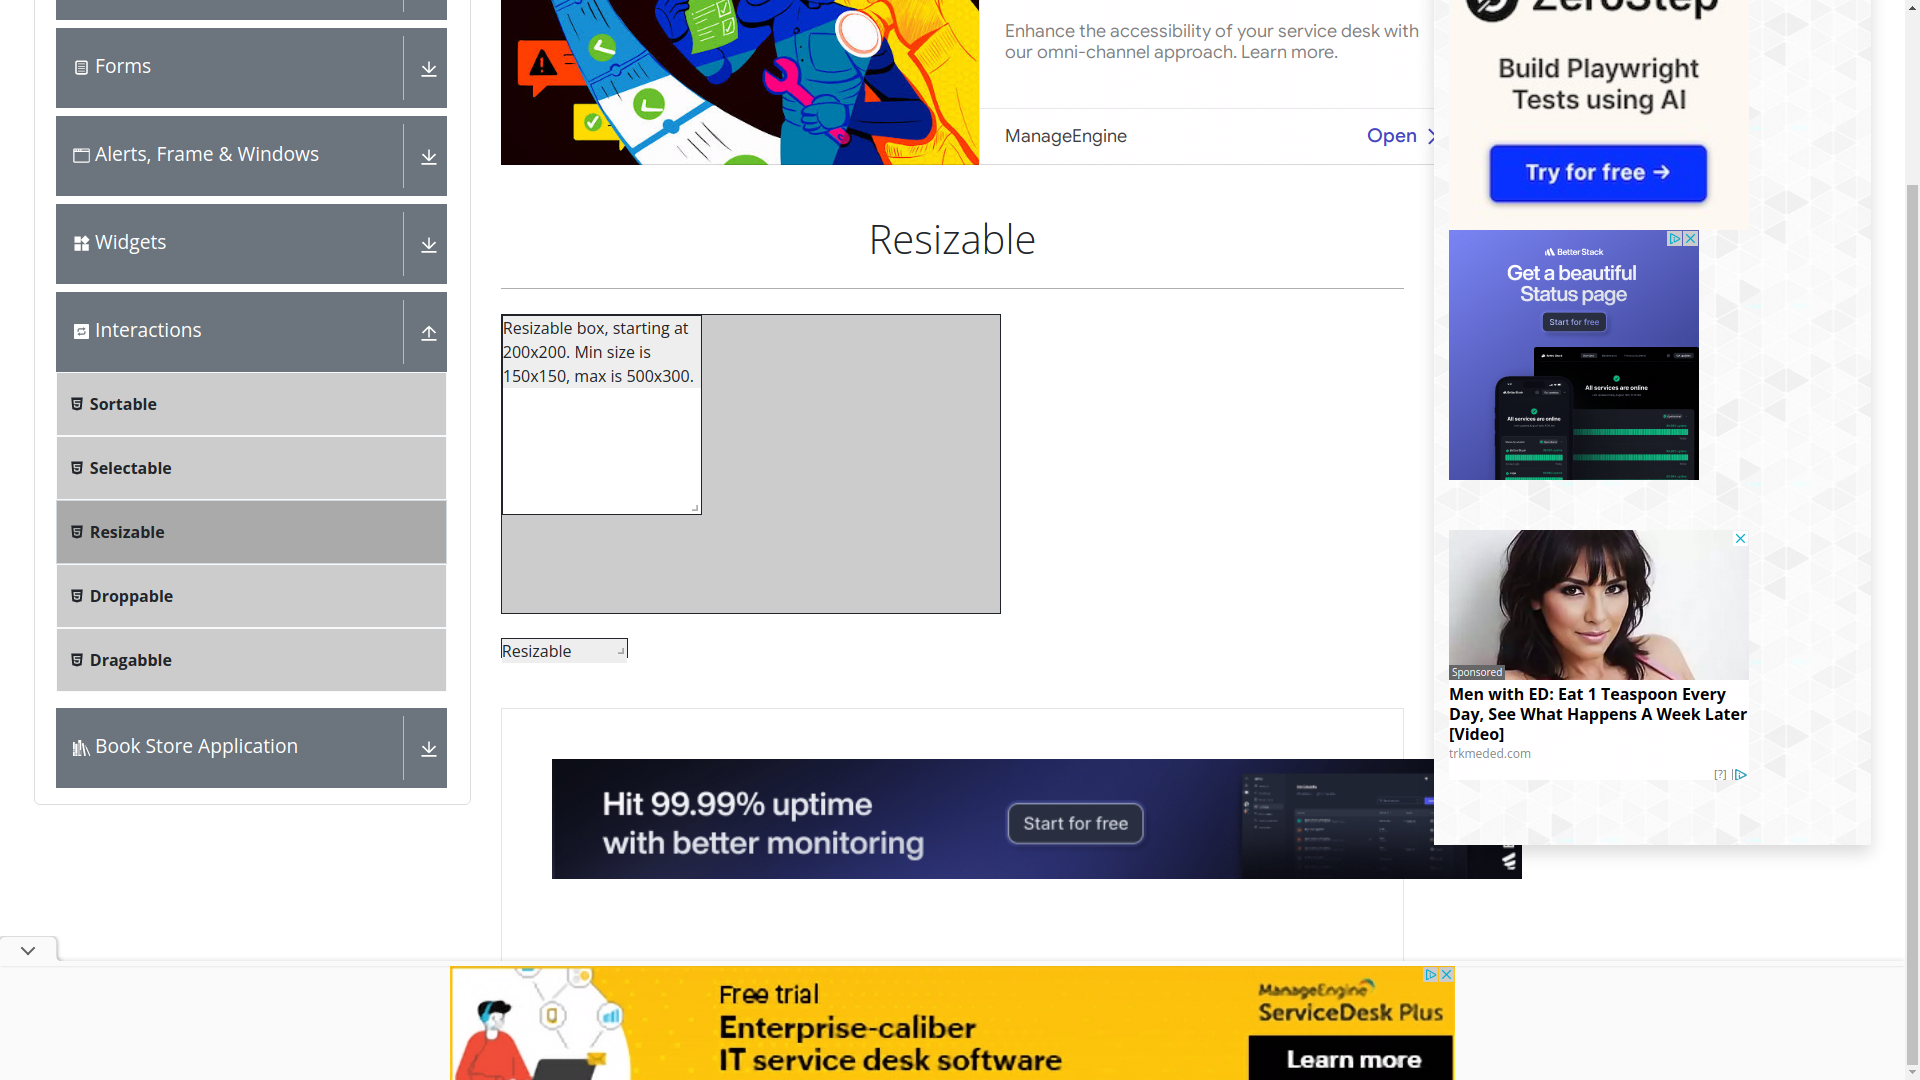 Forms
Alerts, Frame & Windows
Widgets
Interactions
Sortable
Selectable
Resizable
Droppable
Dragabble
Book Store Application
Enhance the accessibility of your service desk with
our omni-channel approach. Learn more.
ManageEngine
Open
Resizable
Resizable box, starting at
200x200. Min size is
150x150, max is 500x300.
Resizable
Hit 99.99% uptime
with better monitoring
Start for free
ZeroStep
Build Playwright
Tests using AI
Try for free →
Better Stack
Get a beautiful
Status page
Start for free
All services are online
All services are online
Sponsored
Men with ED: Eat 1 Teaspoon Every
Day, See What Happens A Week Later
[Video]
trkmeded.com
[?]
Free trial
Enterprise-caliber
IT service desk software
ManageEngine
ServiceDesk Plus
Learn more